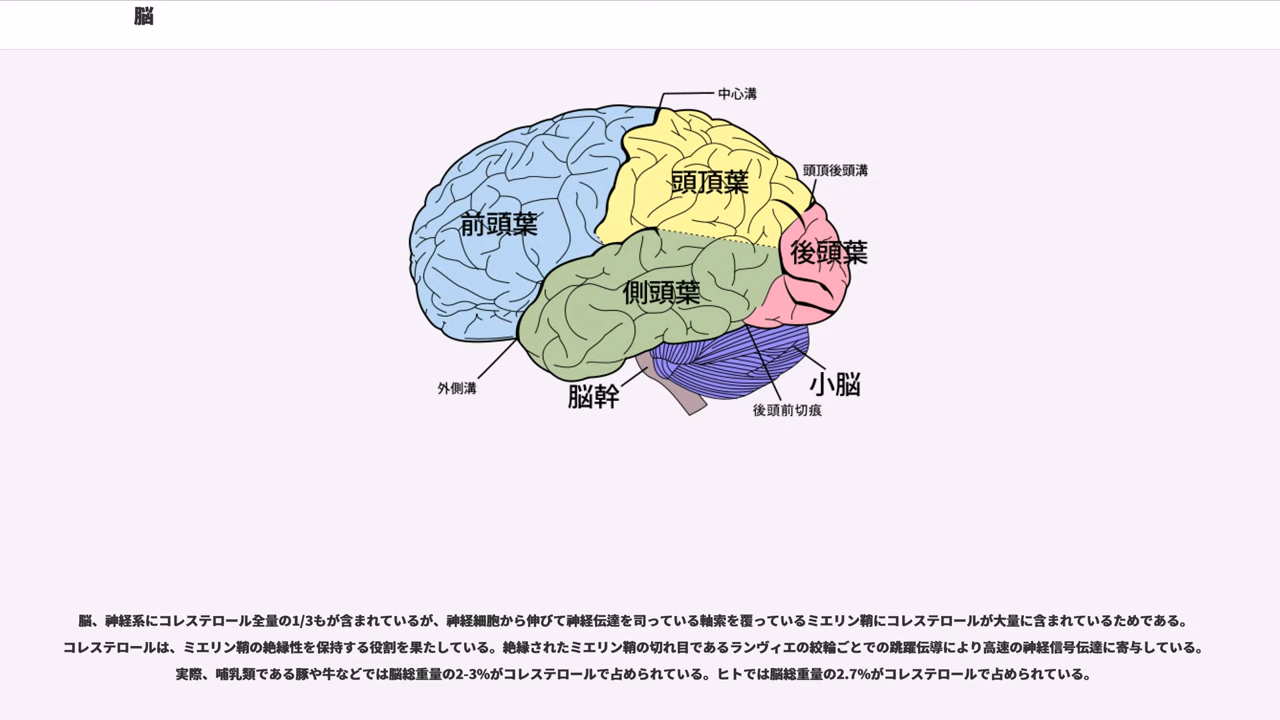 脳
中心溝
頭頂後頭溝
頭頂葉
前頭葉
後頭葉
側頭葉
外側溝
脳幹
小脳
後頭前切痕
脳、神経系にコレステロール全量の1/3もが含まれているが、神経細胞から伸びて神経伝達を司っている軸索を覆っているミエリン鞘にコレステロールが大量に含まれているためである。
コレステロールは、ミエリン鞘の絶縁性を保持する役割を果たしている。絶縁されたミエリン鞘の切れ目であるランヴィエの絞輪ごとでの跳躍伝導により高速の神経信号伝達に寄与している。
実際、哺乳類である豚や牛などでは脳総重量の2-3%がコレステロールで占められている。ヒトでは脳総重量の2.7%がコレステロールで占められている。